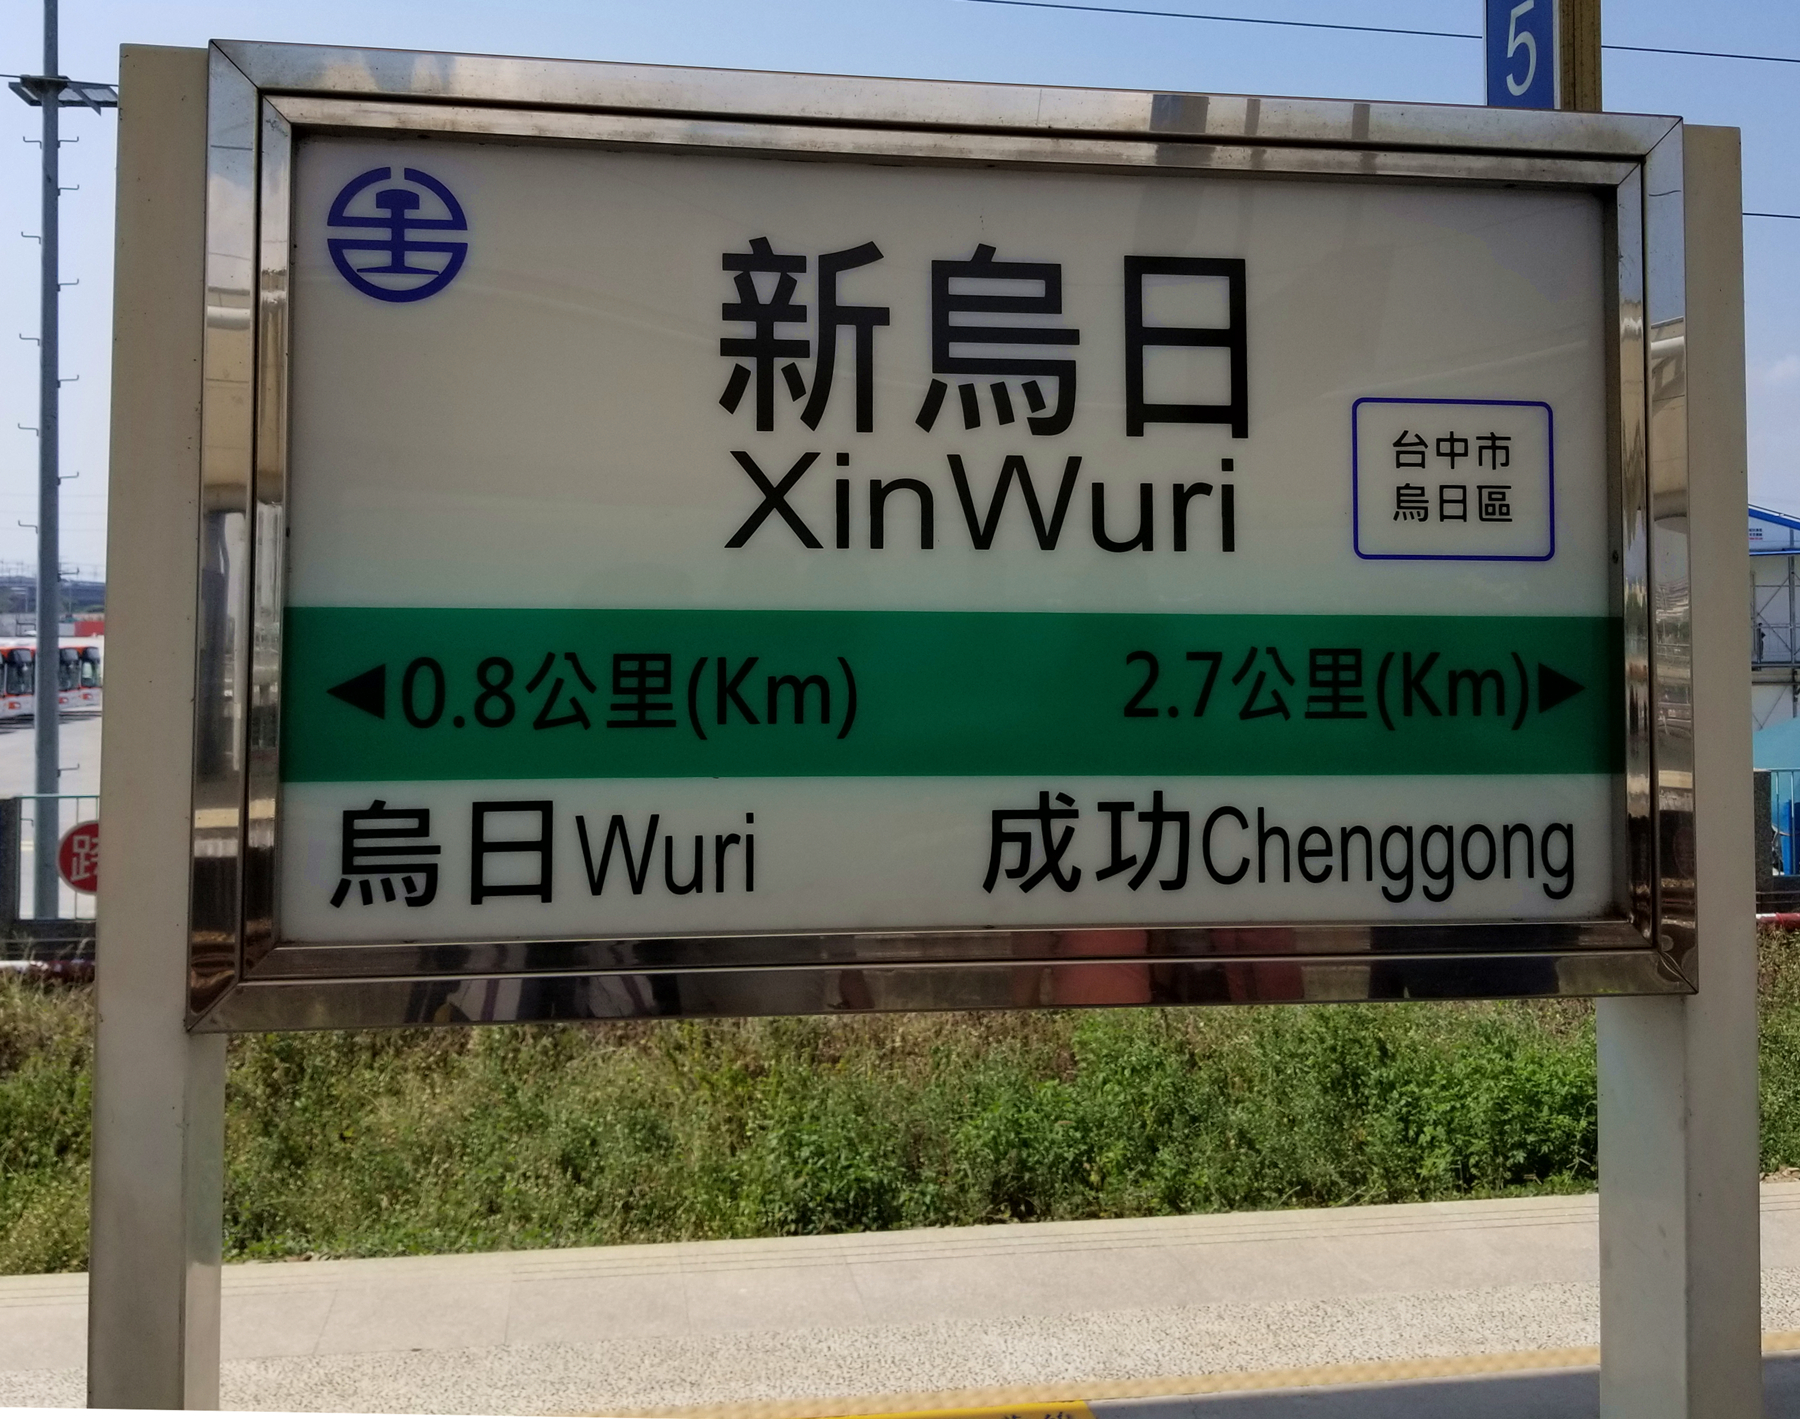 5
新烏日
XinWuri
台中市
烏日區
◀0.8公里(Km)
2.7公里(Km)▶
烏日Wuri
成功Chenggong